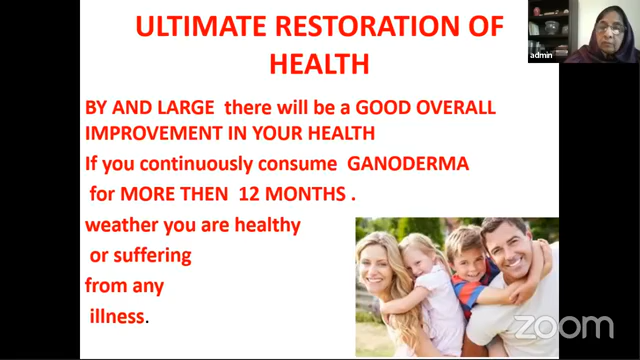 ULTIMATE RESTORATION OF
HEALTH
BY AND LARGE there will be a GOOD OVERALL
IMPROVEMENT IN YOUR HEALTH
If you continuously consume GANODERMA
for MORE THEN 12 MONTHS .
weather you are healthy
or suffering
from any
illness.
admin
zoom